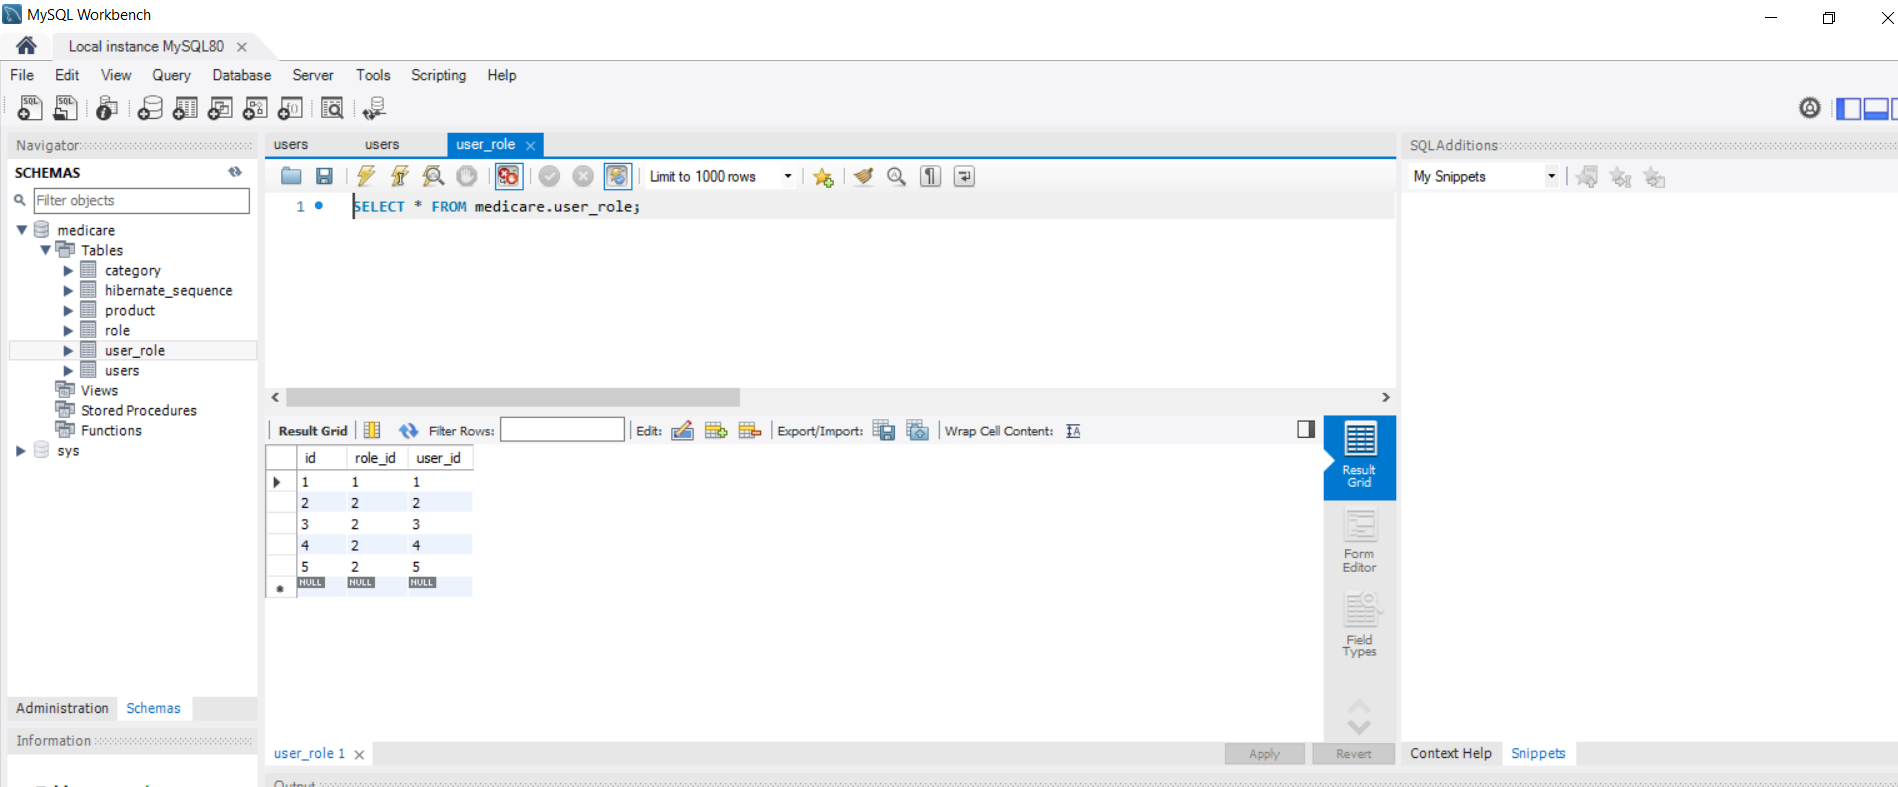 MySQL Workbench
Local instance MySQL80
File Edit View Query Database Server Tools Scripting Help
SQL SQL
Navigator
SCHEMAS
Filter objects
medicare
Tables
category
hibernate_sequence
product
role
user_role
users
Views
Stored Procedures
Functions
sys
Administration Schemas
Information
users users user_role
Limit to 1000 rows
1 SELECT * FROM medicare.user_role;
Result Grid Filter Rows: Edit: Export/Import: Wrap Cell Content: IA
id role_id user_id
1 1 1
2 2 2
3 2 3
4 2 4
5 2 5
NULL NULL NULL
Result
Grid
Form
Editor
Field
Types
user_role 1
Apply Revert
Output
SQLAdditions
My Snippets
Context Help Snippets